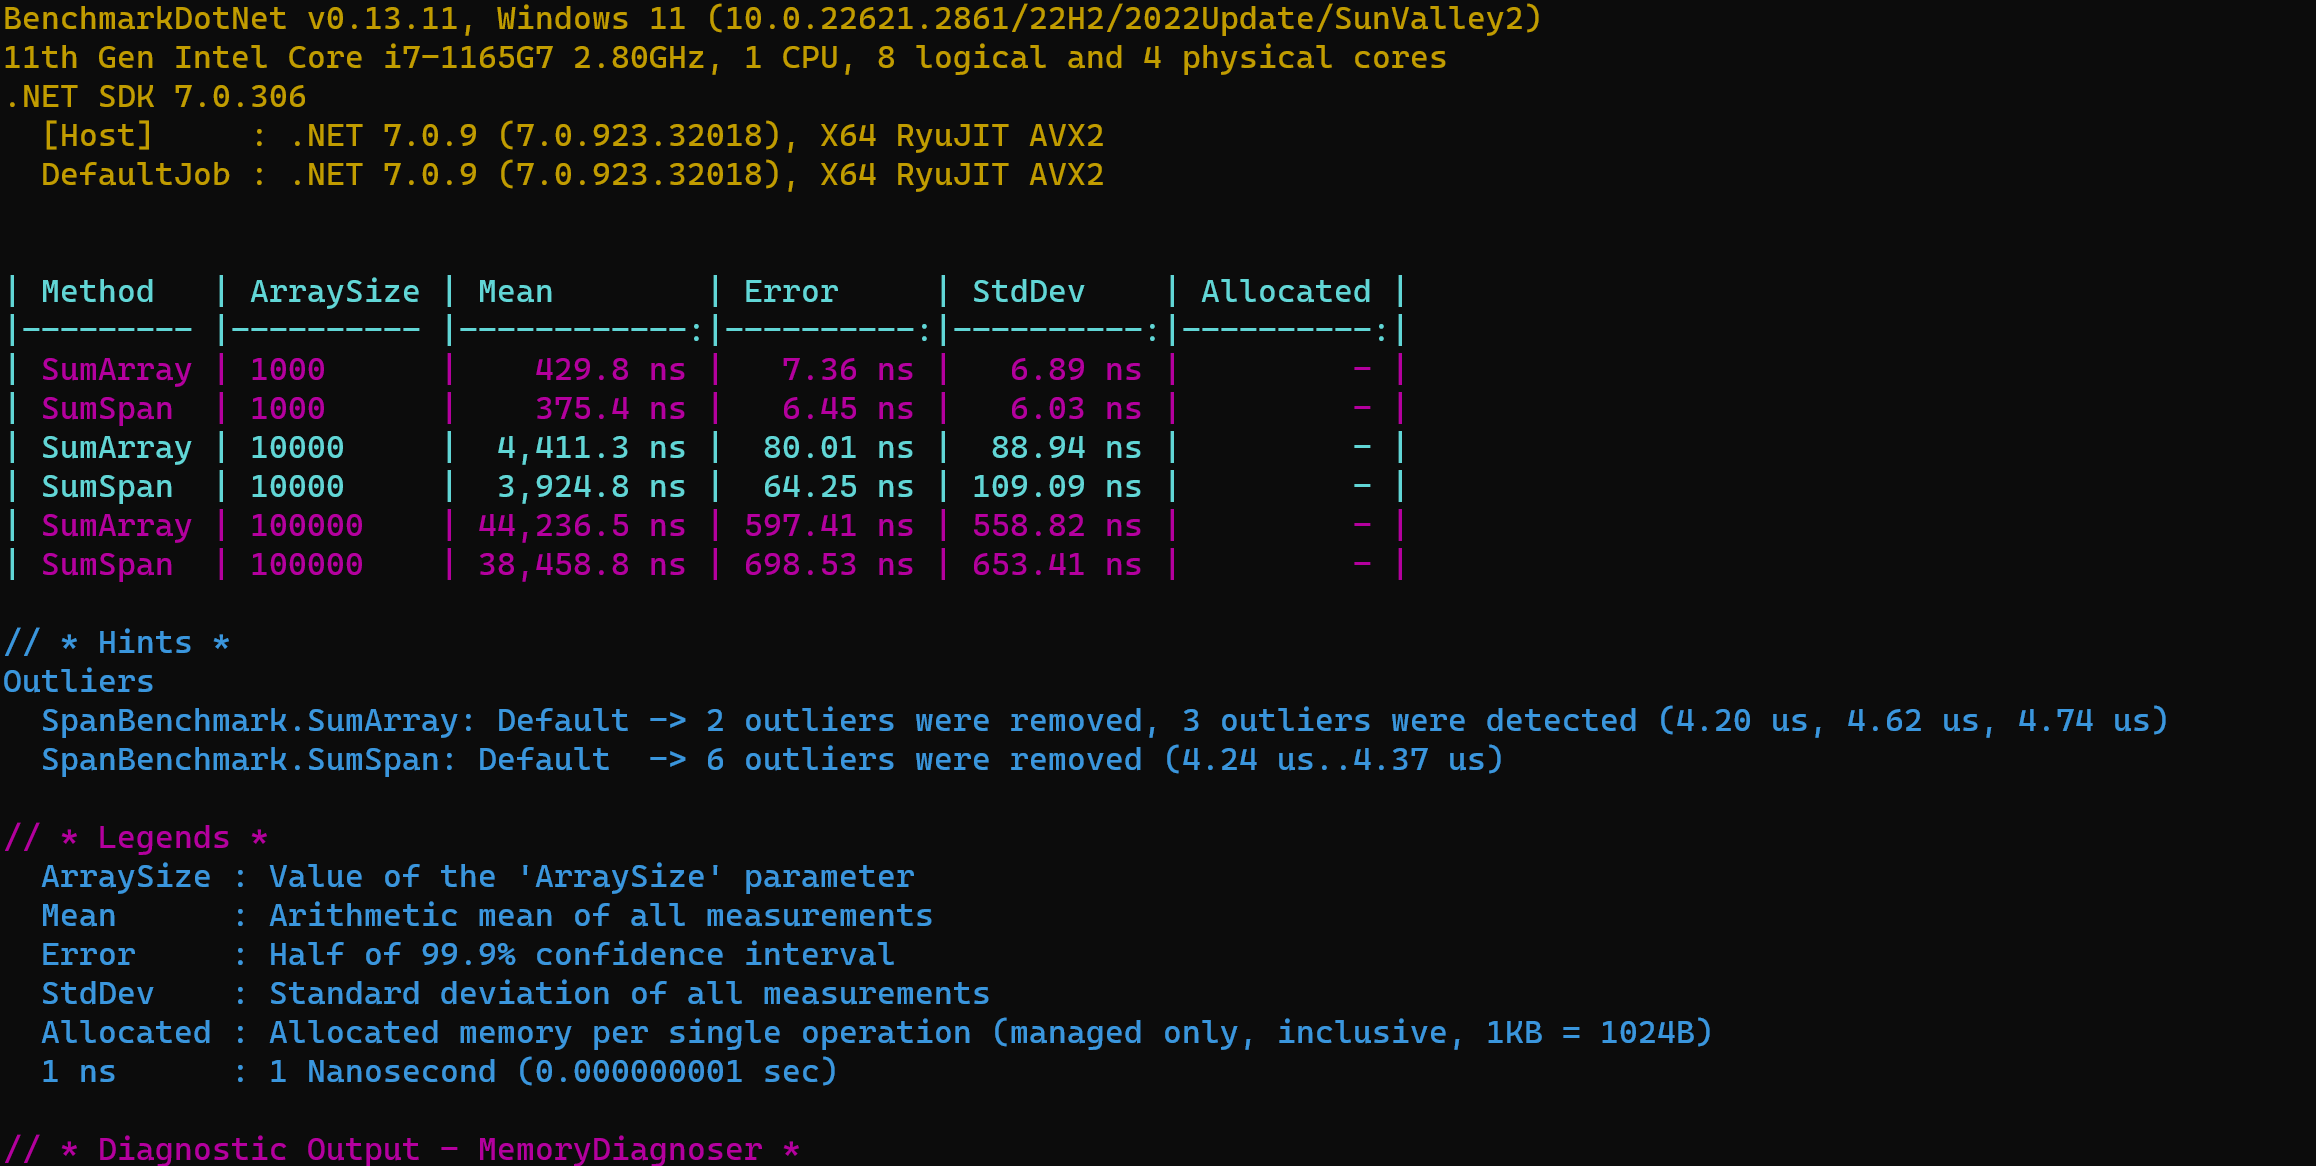 BenchmarkDotNet v0.13.11, Windows 11 (10.0.22621.2861/22H2/2022Update/SunValley2)
11th Gen Intel Core i7-1165G7 2.80GHz, 1 CPU, 8 logical and 4 physical cores
.NET SDK 7.0.306
  [Host]     : .NET 7.0.9 (7.0.923.32018), X64 RyuJIT AVX2
  DefaultJob : .NET 7.0.9 (7.0.923.32018), X64 RyuJIT AVX2
| Method   | ArraySize | Mean        | Error     | StdDev    | Allocated |
|--------- |---------- |------------:|----------:|----------:|----------:|
| SumArray | 1000      |    429.8 ns |   7.36 ns |   6.89 ns |         - |
| SumSpan  | 1000      |    375.4 ns |   6.45 ns |   6.03 ns |         - |
| SumArray | 10000     |  4,411.3 ns |  80.01 ns |  88.94 ns |         - |
| SumSpan  | 10000     |  3,924.8 ns |  64.25 ns | 109.09 ns |         - |
| SumArray | 100000    | 44,236.5 ns | 597.41 ns | 558.82 ns |         - |
| SumSpan  | 100000    | 38,458.8 ns | 698.53 ns | 653.41 ns |         - |
// * Hints *
Outliers
  SpanBenchmark.SumArray: Default -> 2 outliers were removed, 3 outliers were detected (4.20 us, 4.62 us, 4.74 us)
  SpanBenchmark.SumSpan: Default  -> 6 outliers were removed (4.24 us..4.37 us)
// * Legends *
  ArraySize : Value of the 'ArraySize' parameter
  Mean      : Arithmetic mean of all measurements
  Error     : Half of 99.9% confidence interval
  StdDev    : Standard deviation of all measurements
  Allocated : Allocated memory per single operation (managed only, inclusive, 1KB = 1024B)
  1 ns      : 1 Nanosecond (0.000000001 sec)
// * Diagnostic Output - MemoryDiagnoser *